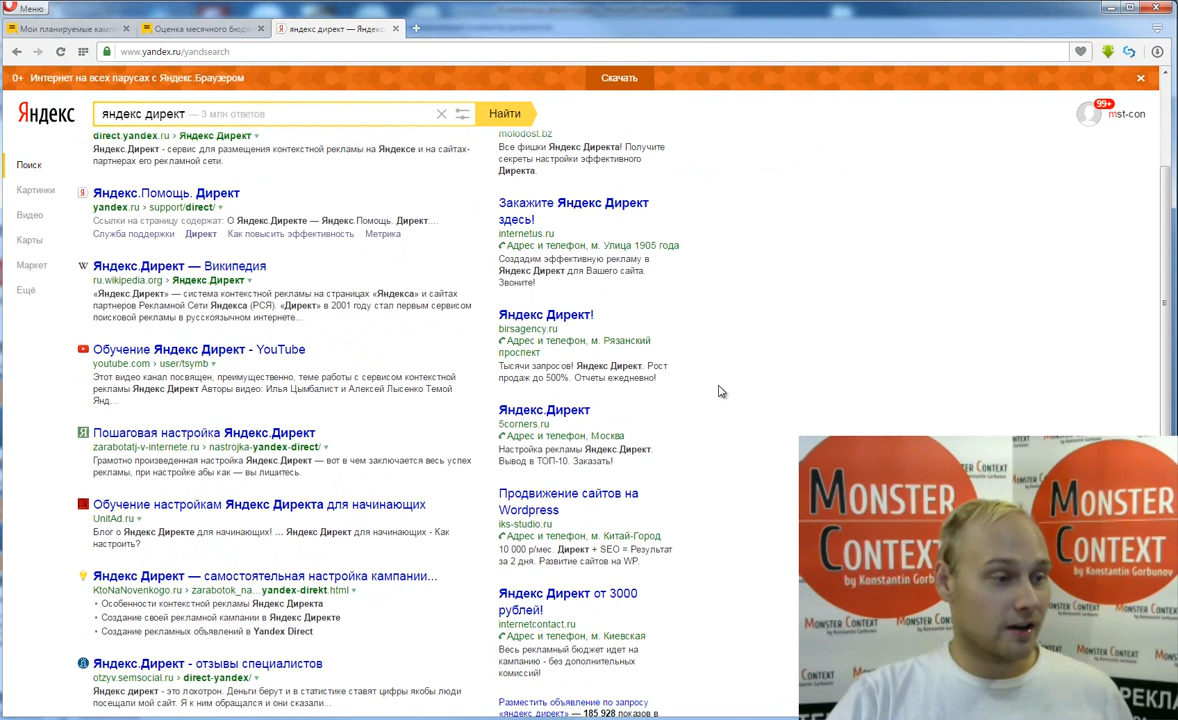 Меню
Мои планируемые камп
Оценка месячного бюдж
яндекс директ — Яндекс
www.yandex.ru/yandsearch
0+ Интернет на всех парусах с Яндекс.Браузером
Скачать
Яндекс
яндекс директ — 3 млн ответов
Найти
99+
mst-con
Поиск
Картинки
Видео
Карты
Маркет
Ещё
direct.yandex.ru › Яндекс Директ
Яндекс.Директ - сервис для размещения контекстной рекламы на Яндексе и на сайтах-
партнерах его рекламной сети.
Яндекс.Помощь. Директ
yandex.ru › support/direct/
Ссылки на страницу содержат: О Яндекс.Директе — Яндекс.Помощь. Директ....
Служба поддержки Директ Как повысить эффективность Метрика
Яндекс.Директ — Википедия
ru.wikipedia.org › Яндекс.Директ
«Яндекс Директ» — система контекстной рекламы на страницах «Яндекса» и сайтах
партнеров Рекламной Сети Яндекса (РСЯ). «Директ» в 2001 году стал первым сервисом
поисковой рекламы в русскоязычном интернете...
Обучение Яндекс Директ - YouTube
youtube.com › user/tsymb
Этот видео канал посвящен, преимущественно, теме работы с сервисом контекстной
рекламы Яндекс Директ Авторы видео: Илья Цымбалист и Алексей Лысенко Темой
Янд...
Пошаговая настройка Яндекс.Директ
zarabotatj-v-internete.ru › nastrojka-yandex-direct/
Грамотно произведенная настройка Яндекс.Директ — вот в чем заключается весь успех
рекламы, при настройке абы как — вы лишитесь.
Обучение настройкам Яндекс Директа для начинающих
UnitAd.ru
Блог о Яндекс Директе для начинающих! ... Яндекс Директ для начинающих - Как
настроить?
Яндекс Директ — самостоятельная настройка кампании...
KtoNaNovenkogo.ru › zarabotok_na…yandex-direkt.html
• Особенности контекстной рекламы Яндекс Директа
• Создание своей рекламной кампании в Яндекс Директе
• Создание рекламных объявлений в Yandex Direct
Яндекс.Директ - отзывы специалистов
otzyv.semsocial.ru › direct-yandex/
Яндекс директ - это лохотрон. Деньги берут и в статистике ставят цифры якобы люди
посещали мой сайт. Я к ним обращался и они сказали...
molodost.bz
Все фишки Яндекс Директа! Получите
секреты настройки эффективного
Директа.
Закажите Яндекс Директ
здесь!
internetus.ru
Адрес и телефон, м. Улица 1905 года
Создадим эффективную рекламу в
Яндекс Директ для Вашего сайта.
Звоните!
Яндекс Директ!
birsagency.ru
Адрес и телефон, м. Рязанский
проспект
Тысячи запросов! Яндекс Директ. Рост
продаж до 500%. Отчеты ежедневно!
Яндекс.Директ
5corners.ru
Адрес и телефон, Москва
Настройка рекламы Яндекс Директ.
Вывод в ТОП-10. Заказать!
Продвижение сайтов на
Wordpress
iks-studio.ru
Адрес и телефон, м. Китай-Город
10 000 р/мес. Директ + SEO = Результат
за 2 дня. Развитие сайтов на WP.
Яндекс Директ от 3000
рублей!
internetcontact.ru
Адрес и телефон, м. Киевская
Весь рекламный бюджет идет на
кампанию - без дополнительных
комиссий!
Разместить объявление по запросу
«яндекс директ» — 185 928 показов в
MONSTER
CONTEXT
by Konstantin Gorb
MONSTER
CONTEXT
by Konstantin Gorbunov